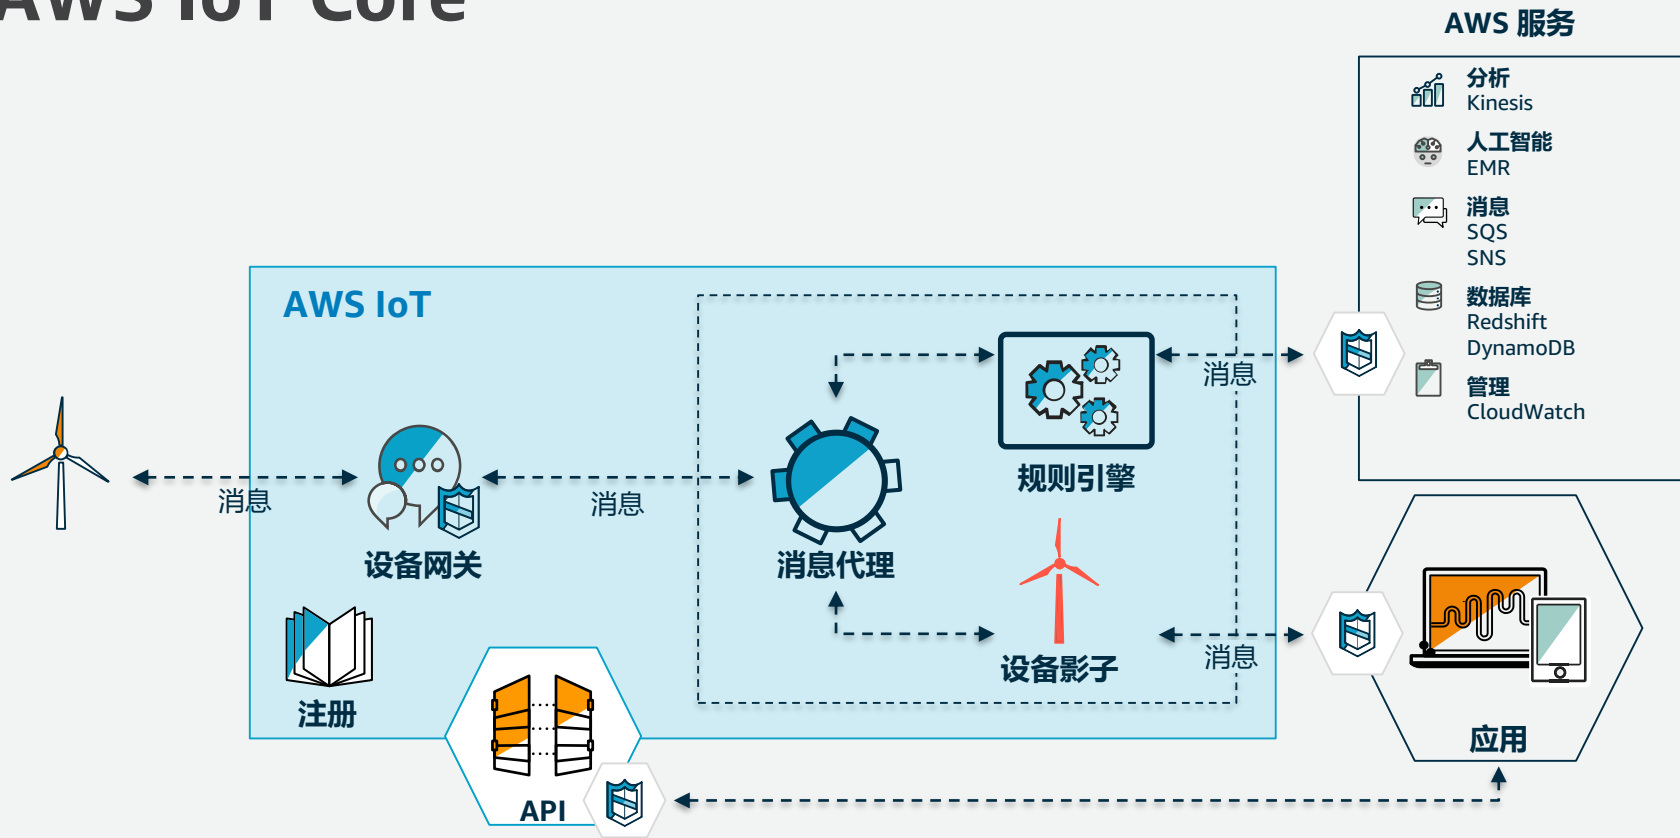 AWS IoT Core
AWS 服务
分析
Kinesis
人工智能
EMR
消息
SQS
SNS
数据库
Redshift
DynamoDB
管理
CloudWatch
AWS IoT
消息
规则引擎
消息
消息
设备网关
消息代理
设备影子
消息
注册
应用
API